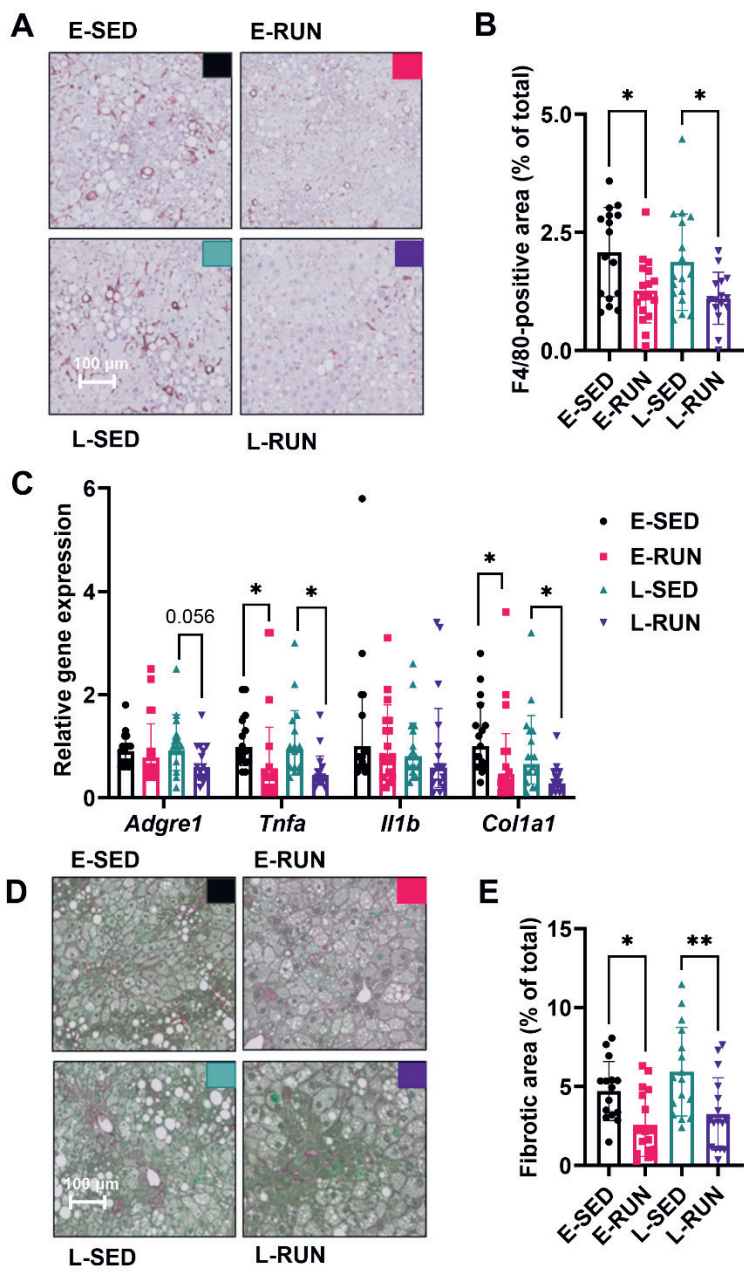 A
E-SED
E-RUN
100 µm
L-SED
L-RUN
B
F4/80-positive area (% of total)
5.0
2.5
0.0
*
*
E-SED
E-RUN
L-SED
L-RUN
C
Relative gene expression
6
4
2
0
0.056
*
*
*
*
Adgre1
Tnfa
Il1b
Col1a1
E-SED
E-RUN
L-SED
L-RUN
D
E-SED
E-RUN
100 µm
L-SED
L-RUN
E
Fibrotic area (% of total)
15
10
5
0
*
**
E-SED
E-RUN
L-SED
L-RUN